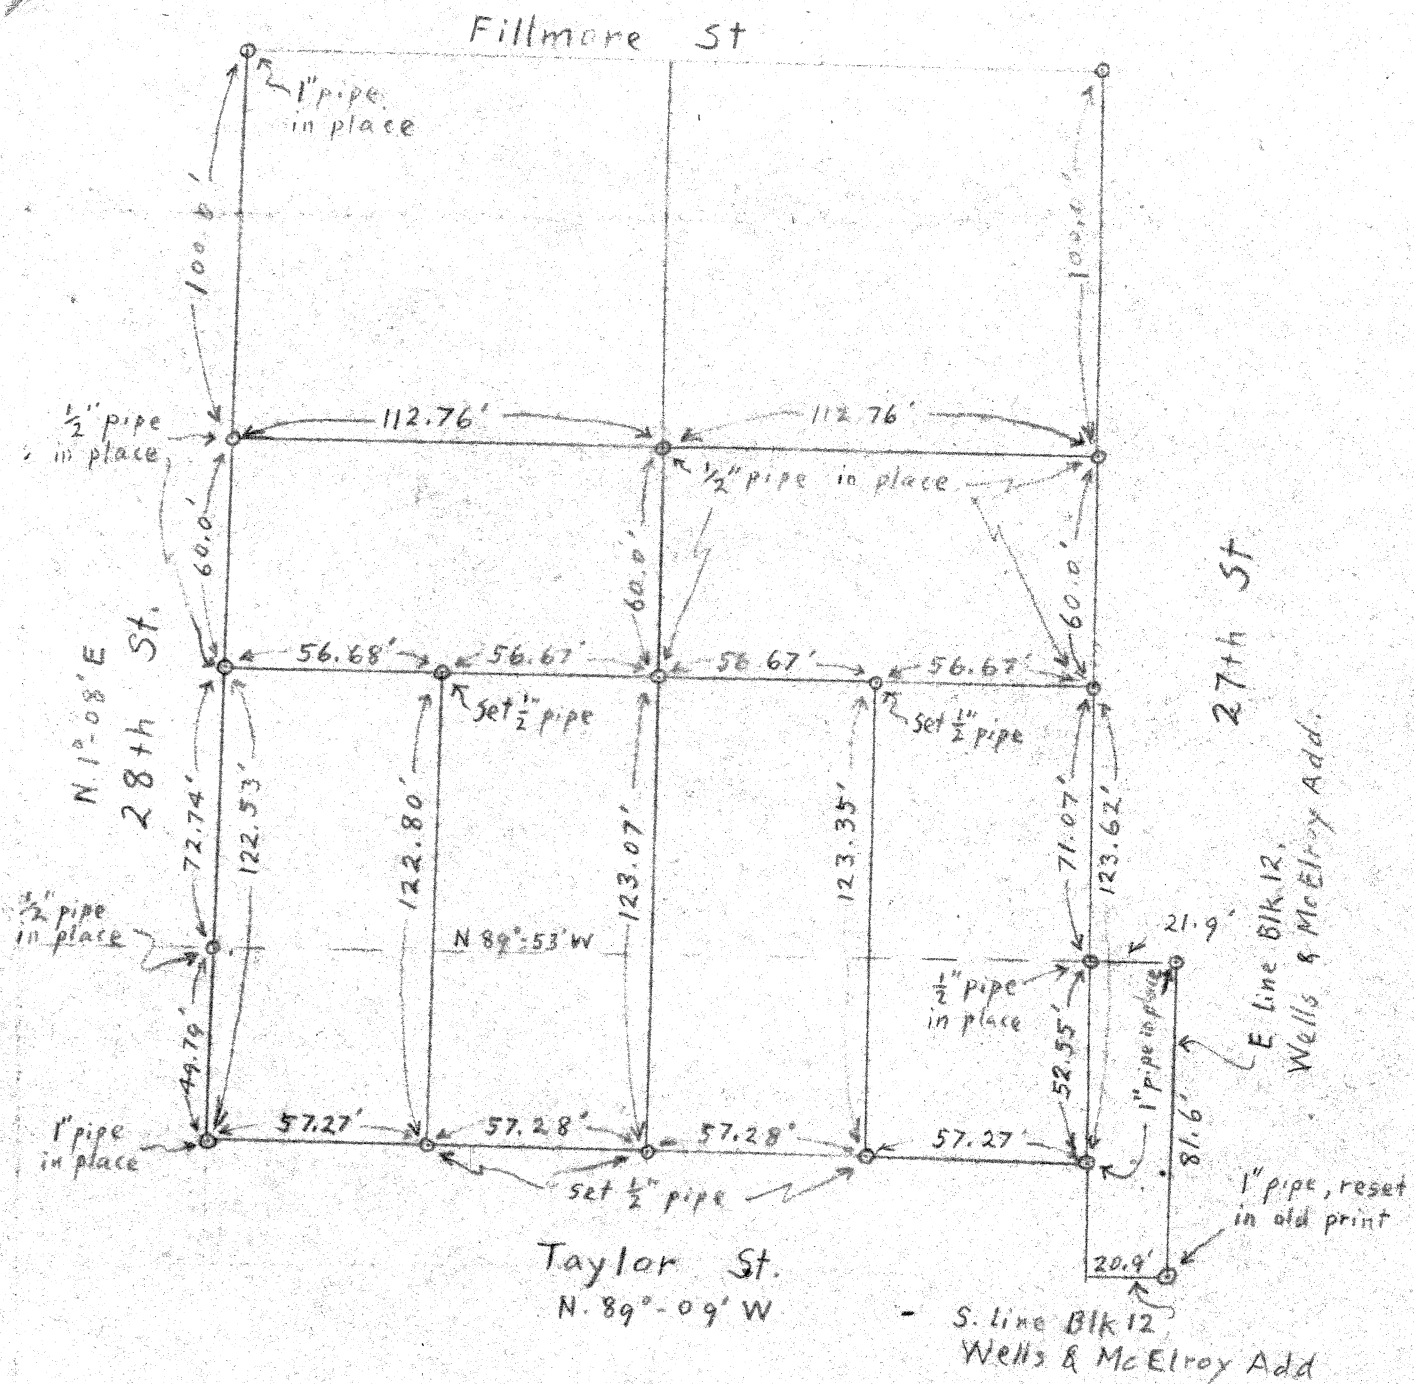 Fillmore St
1" pipe
in place
100.0'
100.0'
1/2" pipe
in place
112.76'
112.76'
1/2" pipe in place
60.0'
60.0'
60.0'
N. 1°-08' E
28th St.
27th St
56.68'
56.67'
56.67'
56.67'
set 1/2" pipe
set 1/2" pipe
72.74'
122.53'
122.80'
123.07'
123.35'
71.07'
123.62'
E line Blk 12,
Wells & McElroy Add.
1/2" pipe
in place
N 89°-53' W
21.9'
1/2" pipe
in place
49.79'
52.55'
1" pipe in place
81.6'
1" pipe
in place
57.27'
57.28'
57.28'
57.27'
set 1/2" pipe
1" pipe, reset
in old print
Taylor St.
N. 89°-09' W
20.9'
- S. line Blk 12
Wells & McElroy Add